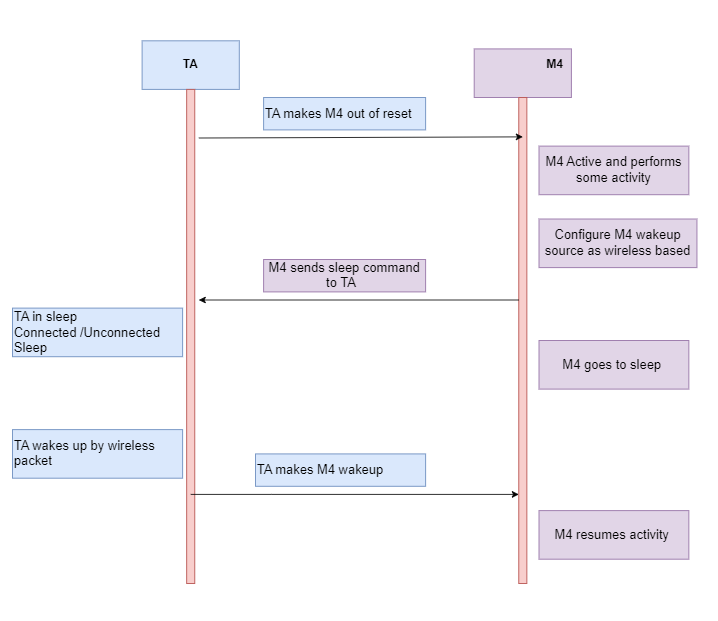 TA
M4
TA makes M4 out of reset
M4 Active and performs
some activity
Configure M4 wakeup
source as wireless based
M4 sends sleep command
to TA
TA in sleep
Connected /Unconnected
Sleep
M4 goes to sleep
TA wakes up by wireless
packet
TA makes M4 wakeup
M4 resumes activity